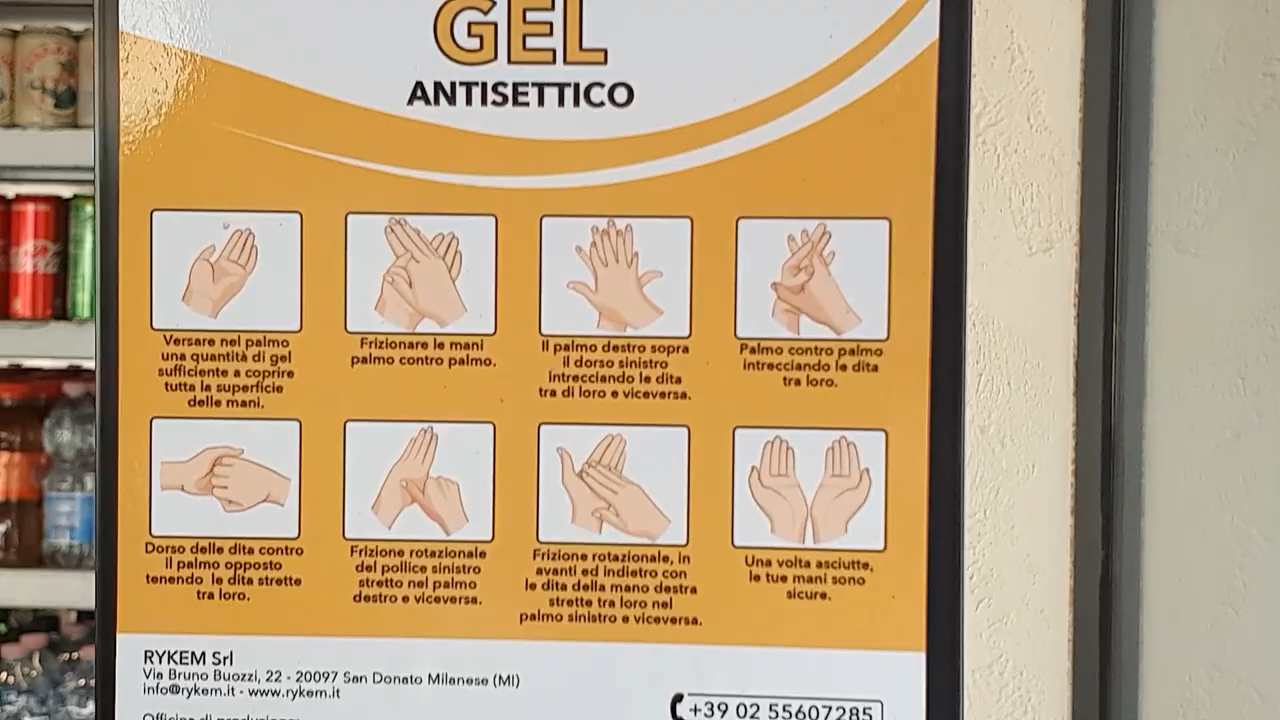 GEL
ANTISETTICO
Versare nel palmo
una quantità di gel
sufficiente a coprire
tutta la superficie
delle mani.
Frizionare le mani
palmo contro palmo.
Il palmo destro sopra
il dorso sinistro
intrecciando le dita
tra di loro e viceversa.
Palmo contro palmo
intrecciando le dita
tra loro.
Dorso delle dita contro
il palmo opposto
tenendo le dita strette
tra loro.
Frizione rotazionale
del pollice sinistro
stretto nel palmo
destro e viceversa.
Frizione rotazionale, in
avanti ed indietro con
le dita della mano destra
strette tra loro nel
palmo sinistro e viceversa.
Una volta asciutte,
le tue mani sono
sicure.
RYKEM Srl
Via Bruno Buozzi, 22 - 20097 San Donato Milanese (MI)
info@rykem.it - www.rykem.it
Officina di produzione:
+39 02 55607285